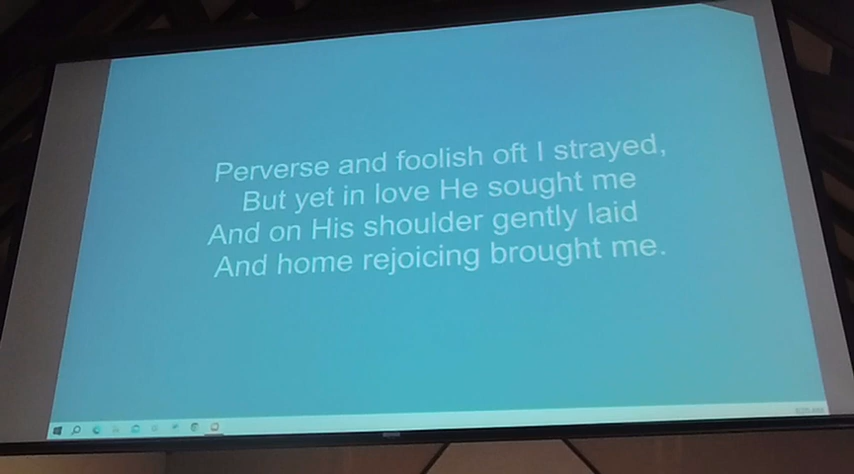 Perverse and foolish oft I strayed,
But yet in love He sought me
And on His shoulder gently laid
And home rejoicing brought me.